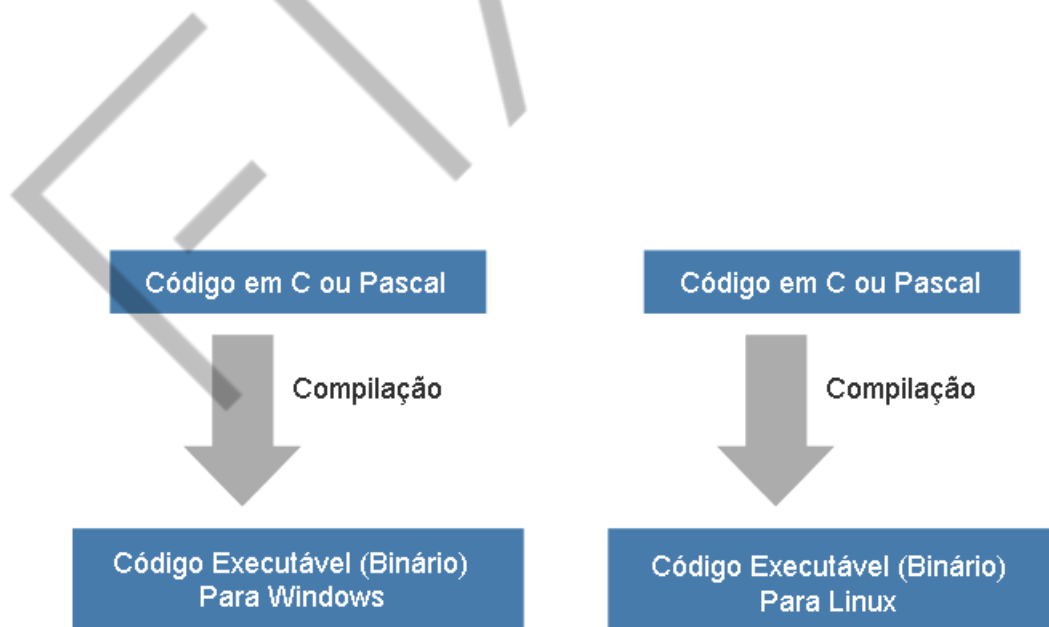 Código em C ou Pascal
Código em C ou Pascal
Compilação
Compilação
Código Executável (Binário)
Para Windows
Código Executável (Binário)
Para Linux